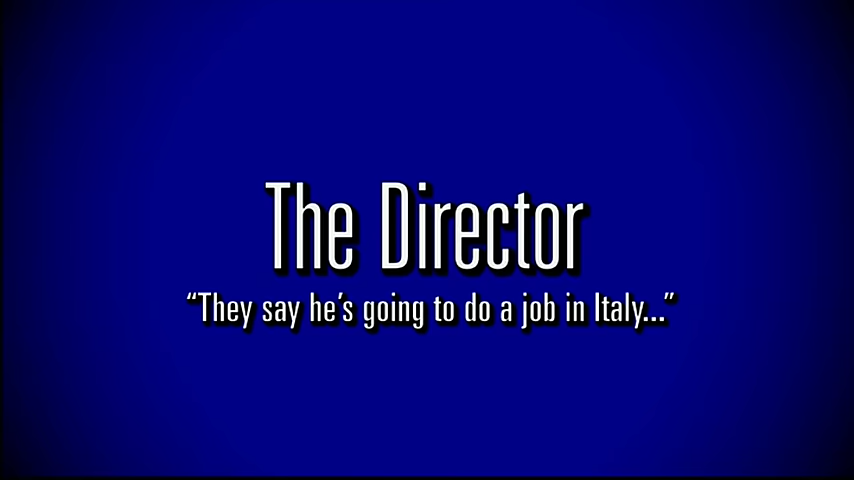 The Director
“They say he’s going to do a job in Italy...”